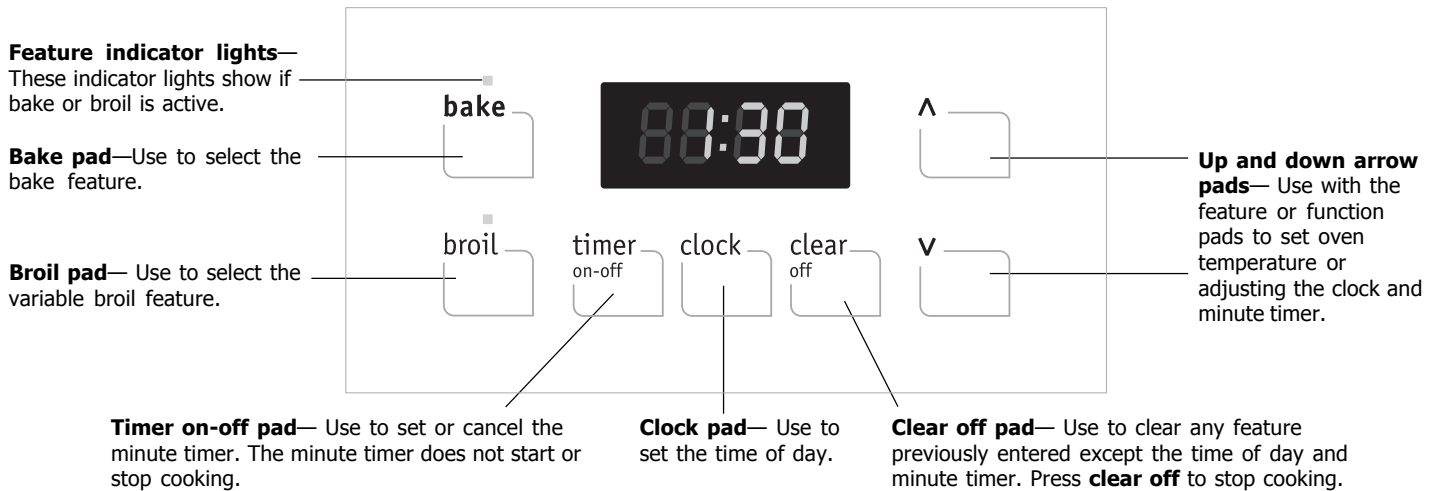 Feature indicator lights—
These indicator lights show if
bake or broil is active.
Bake pad—Use to select the
bake feature.
Broil pad— Use to select the
variable broil feature.
bake
1:30
^
broil
timer
on-off
clock
clear
off
v
Up and down arrow
pads— Use with the
feature or function
pads to set oven
temperature or
adjusting the clock and
minute timer.
Timer on-off pad— Use to set or cancel the
minute timer. The minute timer does not start or
stop cooking.
Clock pad— Use to
set the time of day.
Clear off pad— Use to clear any feature
previously entered except the time of day and
minute timer. Press clear off to stop cooking.